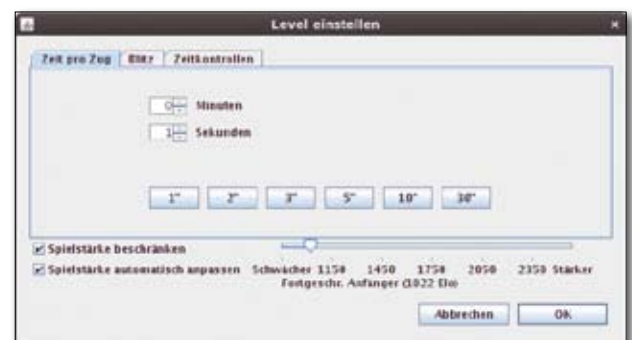 Level einstellen
Zeit pro Zug Blitz Zeitkontrollen
0 Minuten
1 Sekunden
1" 2" 3" 5" 10" 30"
Spielstärke beschränken
Spielstärke automatisch anpassen Schwächer 1150 1450 1750 2050 2350 Stärker
Fortgeschr. Anfänger (1022 Elo)
Abbrechen OK